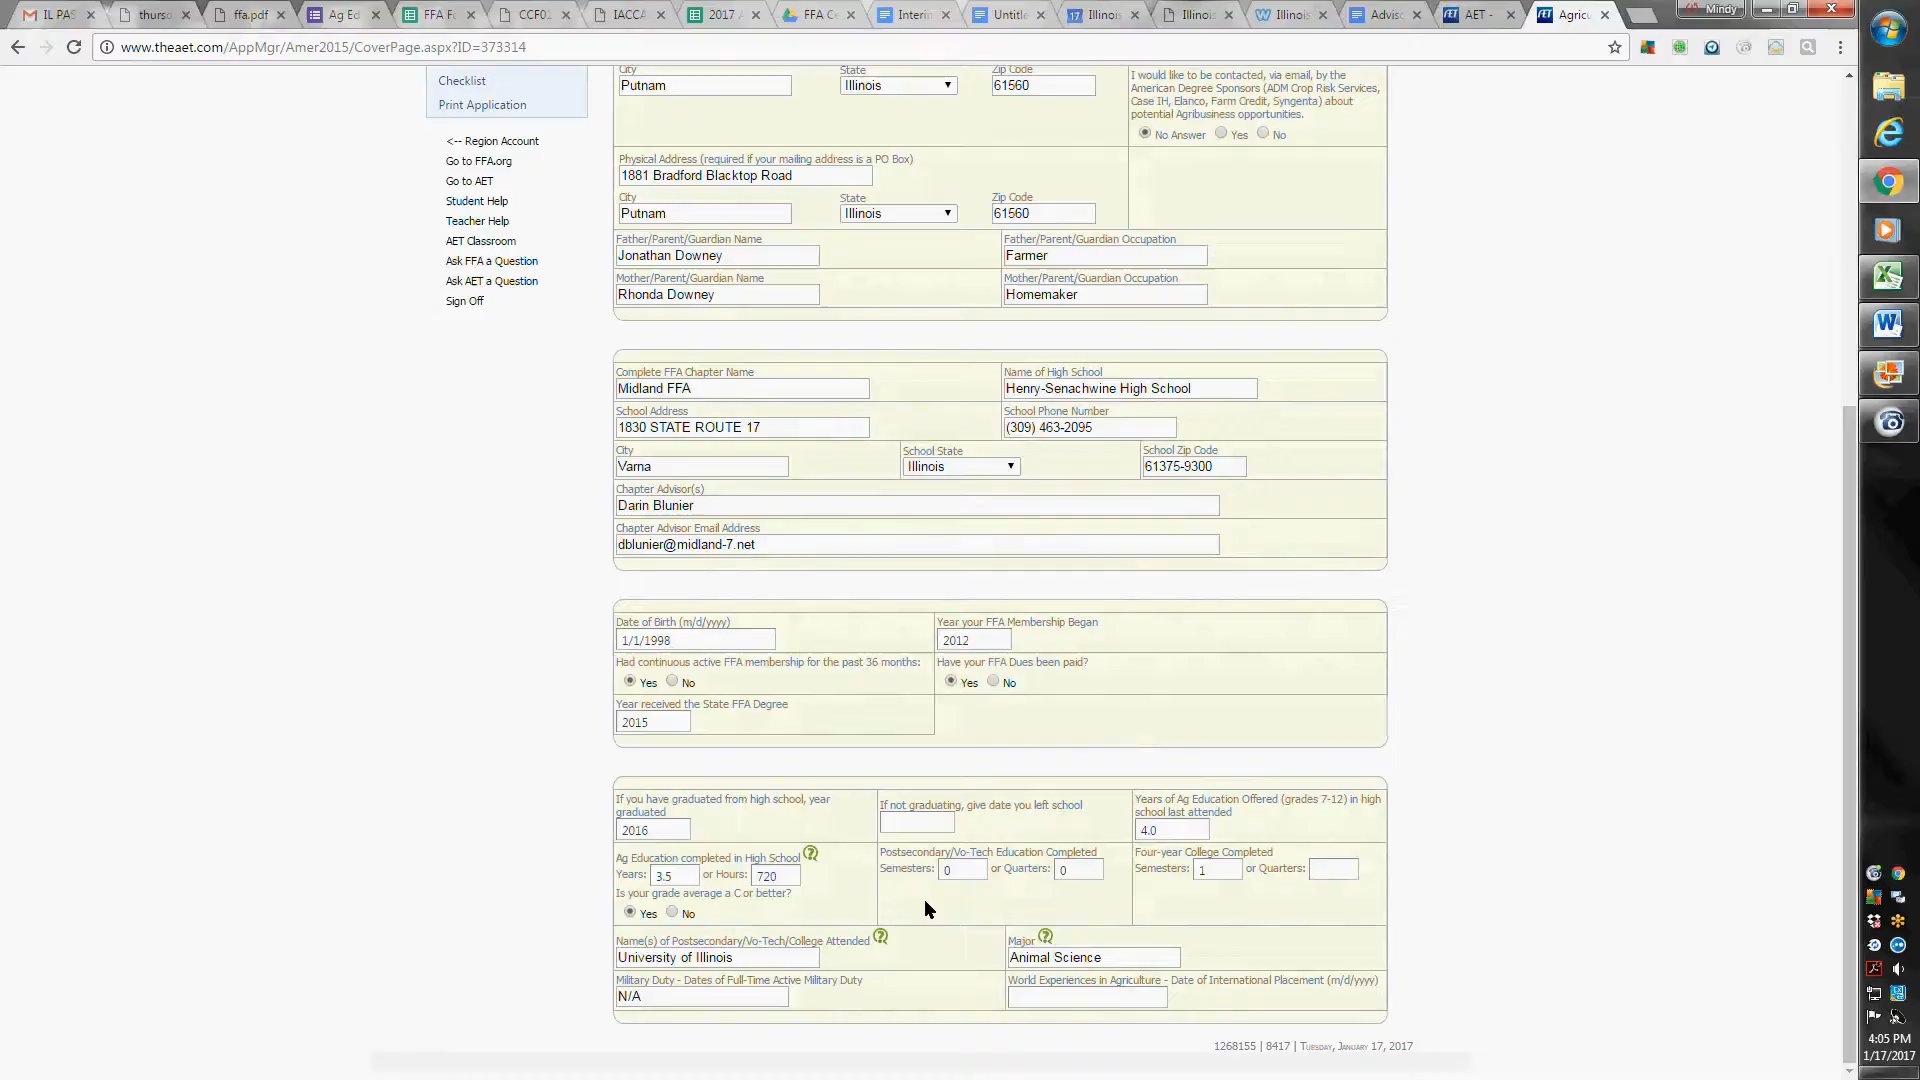 IL PAS
thurso
ffa.pdf
Ag Ed
FFA Fo
CCF01
IACCA
2017
FFA Ce
Interim
Untitle
Illinois
Illinois
Illinois
Adviso
AET -
Agricu
Mindy
www.theaet.com/AppMgr/Amer2015/CoverPage.aspx?ID=373314
Checklist
Print Application
<-- Region Account
Go to FFA.org
Go to AET
Student Help
Teacher Help
AET Classroom
Ask FFA a Question
Ask AET a Question
Sign Off
City State Zip Code
Putnam Illinois 61560
I would like to be contacted, via email, by the
American Degree Sponsors (ADM Crop Risk Services,
Case IH, Elanco, Farm Credit, Syngenta) about
potential Agribusiness opportunities.
No Answer Yes No
Physical Address (required if your mailing address is a PO Box)
1881 Bradford Blacktop Road
City State Zip Code
Putnam Illinois 61560
Father/Parent/Guardian Name Father/Parent/Guardian Occupation
Jonathan Downey Farmer
Mother/Parent/Guardian Name Mother/Parent/Guardian Occupation
Rhonda Downey Homemaker
Complete FFA Chapter Name Name of High School
Midland FFA Henry-Senachwine High School
School Address School Phone Number
1830 STATE ROUTE 17 (309) 463-2095
City School State School Zip Code
Varna Illinois 61375-9300
Chapter Advisor(s)
Darin Blunier
Chapter Advisor Email Address
dblunier@midland-7.net
Date of Birth (m/d/yyyy) Year your FFA Membership Began
1/1/1998 2012
Had continuous active FFA membership for the past 36 months: Have your FFA Dues been paid?
Yes No Yes No
Year received the State FFA Degree
2015
If you have graduated from high school, year
graduated
2016
If not graduating, give date you left school
Years of Ag Education Offered (grades 7-12) in high
school last attended
4.0
Ag Education completed in High School
Years: 3.5 or Hours: 720
Is your grade average a C or better?
Yes No
Postsecondary/Vo-Tech Education Completed
Semesters: 0 or Quarters: 0
Four-year College Completed
Semesters: 1 or Quarters:
Name(s) of Postsecondary/Vo-Tech/College Attended Major
University of Illinois Animal Science
Military Duty - Dates of Full-Time Active Military Duty World Experiences in Agriculture - Date of International Placement (m/d/yyyy)
N/A
1268155 | 8417 | Tuesday, January 17, 2017
4:05 PM
1/17/2017